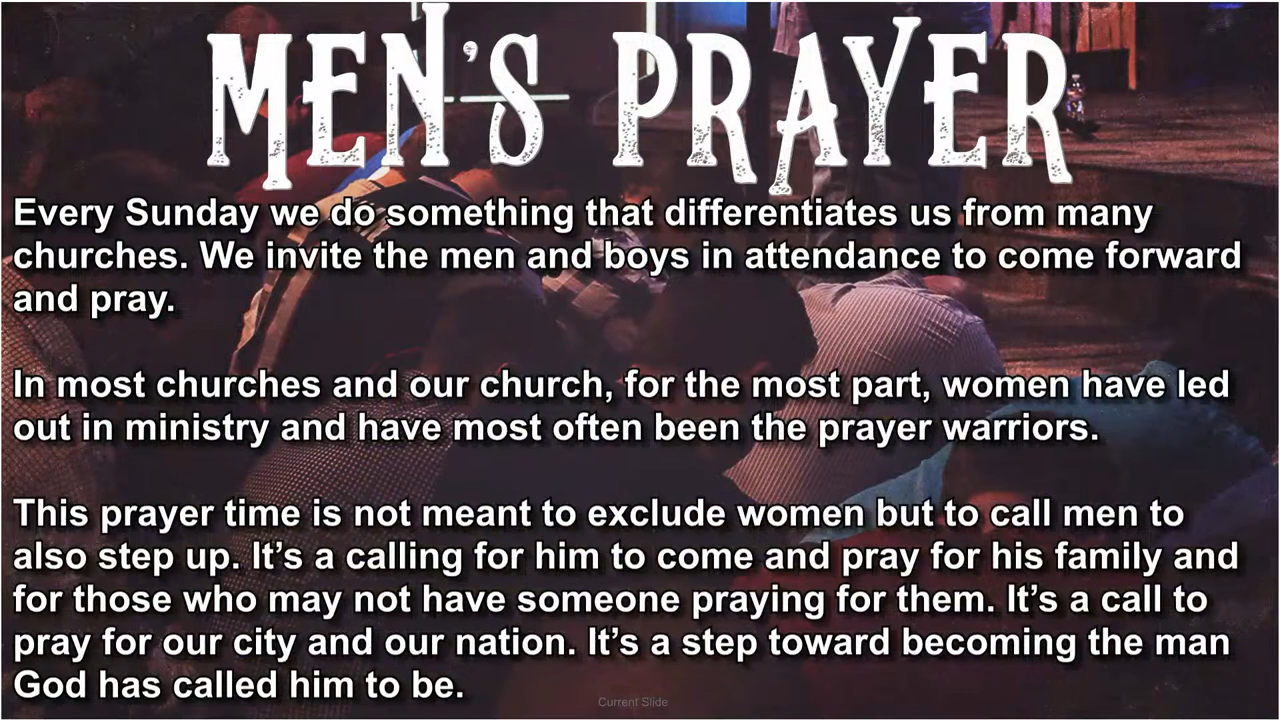 MEN'S PRAYER
Every Sunday we do something that differentiates us from many
churches. We invite the men and boys in attendance to come forward
and pray.
In most churches and our church, for the most part, women have led
out in ministry and have most often been the prayer warriors.
This prayer time is not meant to exclude women but to call men to
also step up. It’s a calling for him to come and pray for his family and
for those who may not have someone praying for them. It’s a call to
pray for our city and our nation. It’s a step toward becoming the man
God has called him to be.
Current Slide